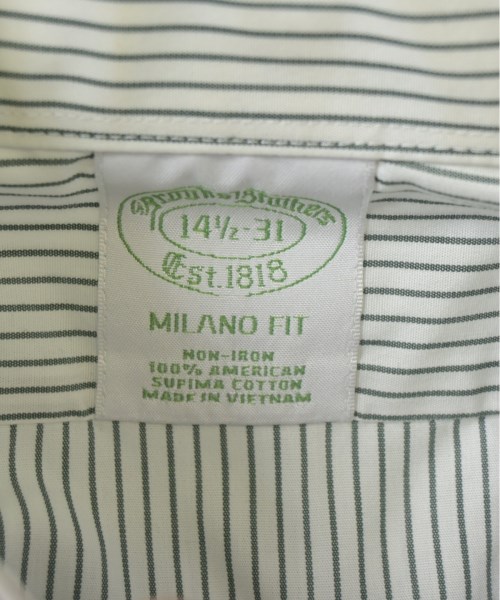 Brooks Brothers
14½-31
Est.1818
MILANO FIT
NON-IRON
100% AMERICAN
SUPIMA COTTON
MADE IN VIETNAM